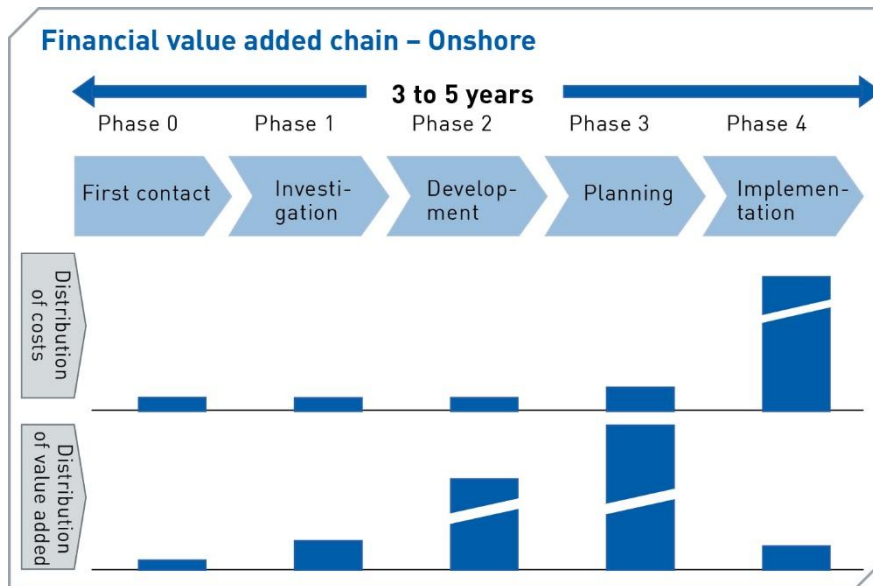 Financial value added chain – Onshore
3 to 5 years
Phase 0
Phase 1
Phase 2
Phase 3
Phase 4
First contact
Investi-
gation
Develop-
ment
Planning
Implemen-
tation
Distribution
of costs
Distribution
of value added